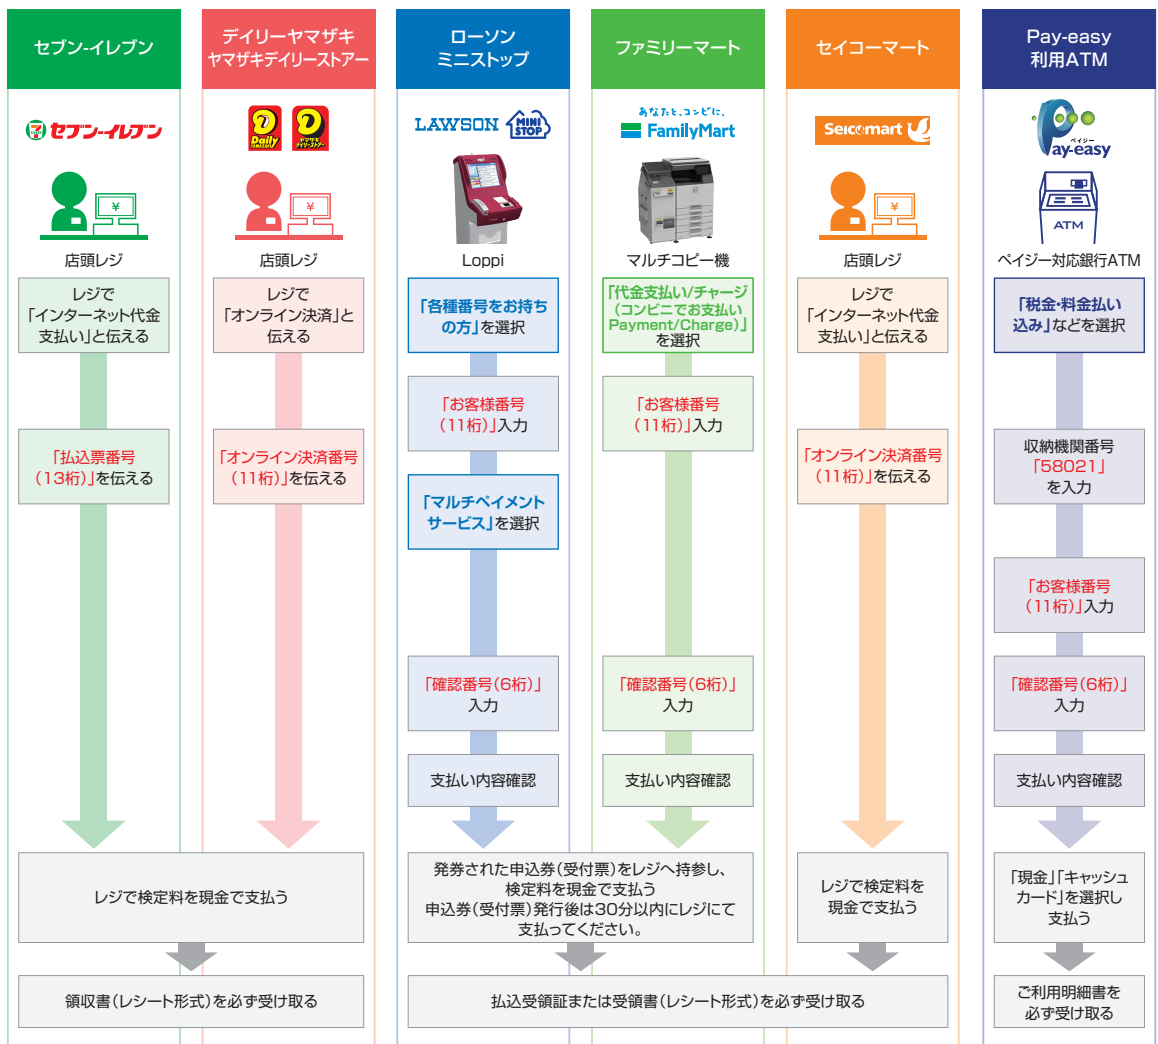 セブン-イレブン
デイリーヤマザキ
ヤマザキデイリーストアー
ローソン
ミニストップ
ファミリーマート
セイコーマート
Pay-easy
利用ATM
セブン-イレブン
Daily
YAMAZAKI
ヤマザキ
デイリーストアー
LAWSON
MINI
STOP
あなたと、コンビに、
FamilyMart
Seicomart
ペイジー
Pay-easy
¥
¥
¥
ATM
店頭レジ
店頭レジ
Loppi
マルチコピー機
店頭レジ
ペイジー対応銀行ATM
レジで
「インターネット代金
支払い」と伝える
「払込票番号
(13桁)」を伝える
レジで
「オンライン決済」と
伝える
「オンライン決済番号
(11桁)」を伝える
「各種番号をお持ち
の方」を選択
「お客様番号
(11桁)」入力
「マルチペイメント
サービス」を選択
「確認番号(6桁)」
入力
支払い内容確認
「代金支払い/チャージ
(コンビニでお支払い
Payment/Charge)」
を選択
「お客様番号
(11桁)」入力
「確認番号(6桁)」
入力
支払い内容確認
レジで
「インターネット代金
支払い」と伝える
「オンライン決済番号
(11桁)」を伝える
「税金・料金払い
込み」などを選択
収納機関番号
「58021」
を入力
「お客様番号
(11桁)」入力
「確認番号(6桁)」
入力
支払い内容確認
レジで検定料を現金で支払う
発券された申込券(受付票)をレジへ持参し、
検定料を現金で支払う
申込券(受付票)発行後は30分以内にレジにて
支払ってください。
レジで検定料を
現金で支払う
「現金」「キャッシュ
カード」を選択し
支払う
領収書(レシート形式)を必ず受け取る
払込受領証または受領書(レシート形式)を必ず受け取る
ご利用明細書を
必ず受け取る